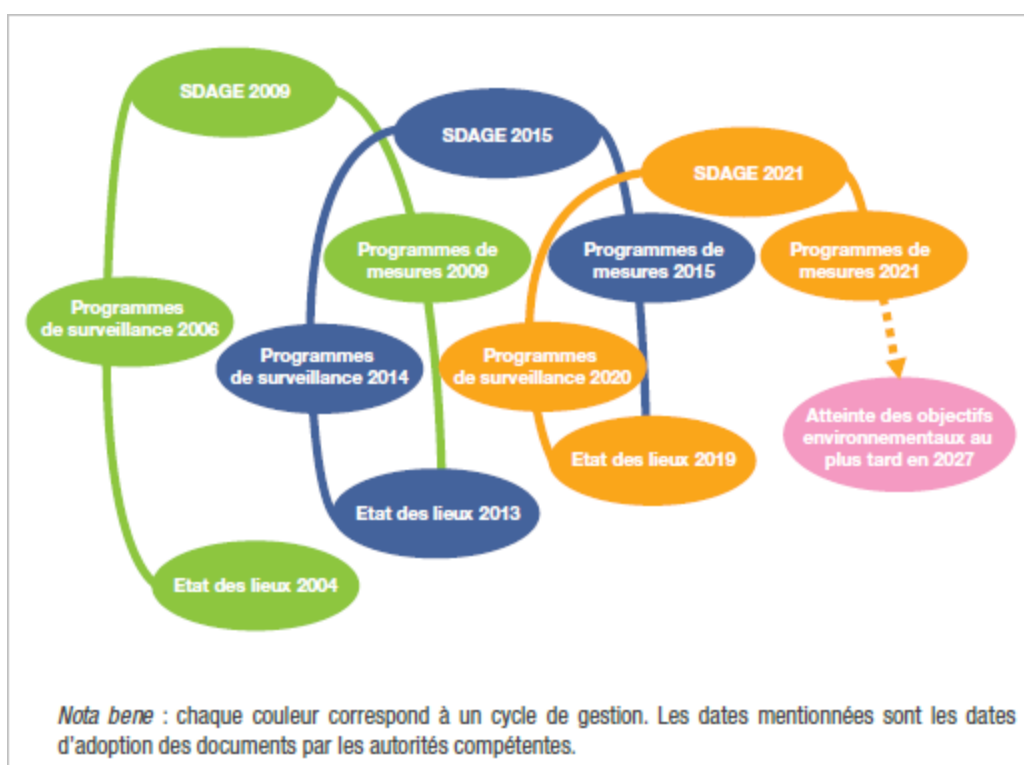 SDAGE 2009
SDAGE 2015
SDAGE 2021
Programmes de
mesures 2009
Programmes de
mesures 2015
Programmes de
mesures 2021
Programmes
de surveillance 2006
Programmes
de surveillance 2014
Programmes
de surveillance 2020
Atteinte des objectifs
environnementaux au
plus tard en 2027
Etat des lieux 2019
Etat des lieux 2013
Etat des lieux 2004
Nota bene : chaque couleur correspond à un cycle de gestion. Les dates mentionnées sont les dates
d'adoption des documents par les autorités compétentes.